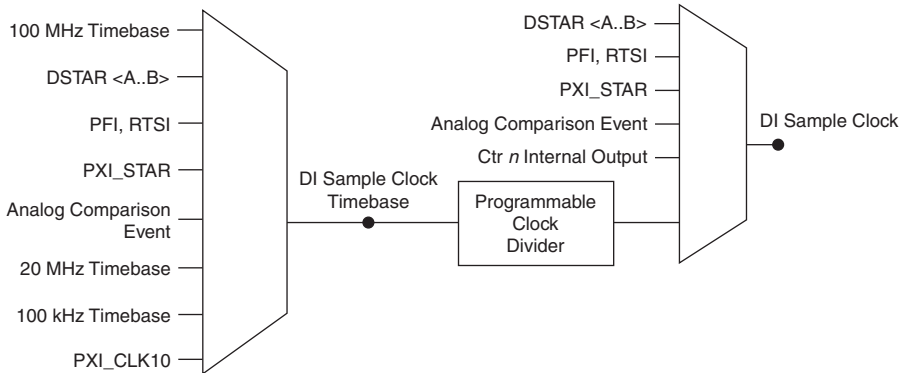 100 MHz Timebase
DSTAR <A..B>
PFI, RTSI
PXI_STAR
Analog Comparison
Event
20 MHz Timebase
100 kHz Timebase
PXI_CLK10
DI Sample Clock
Timebase
Programmable
Clock
Divider
DSTAR <A..B>
PFI, RTSI
PXI_STAR
Analog Comparison Event
Ctr n Internal Output
DI Sample Clock